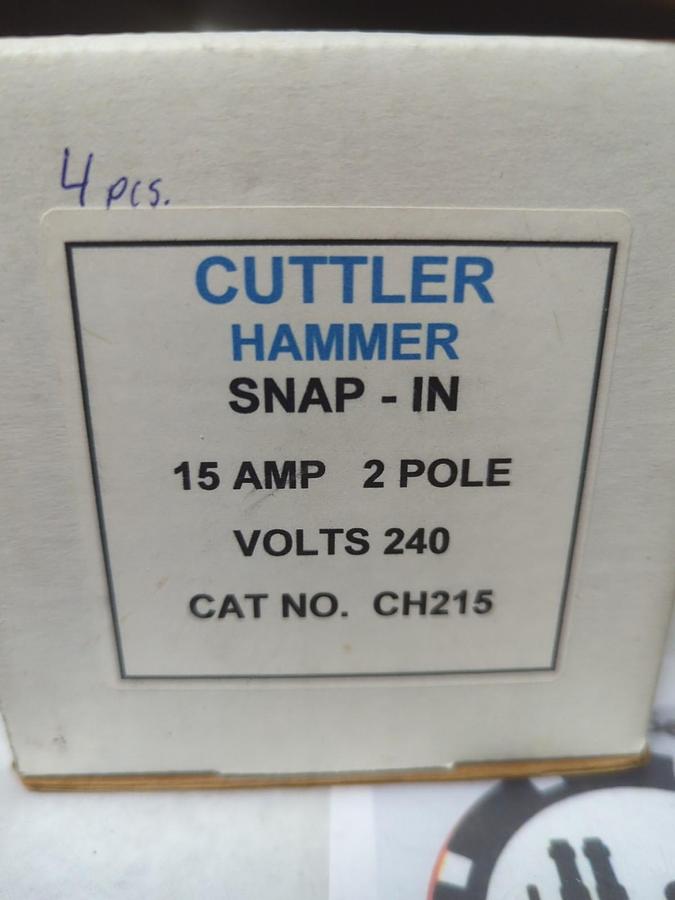 4 pcs.
CUTTLER
HAMMER
SNAP - IN
15 AMP 2 POLE
VOLTS 240
CAT NO. CH215